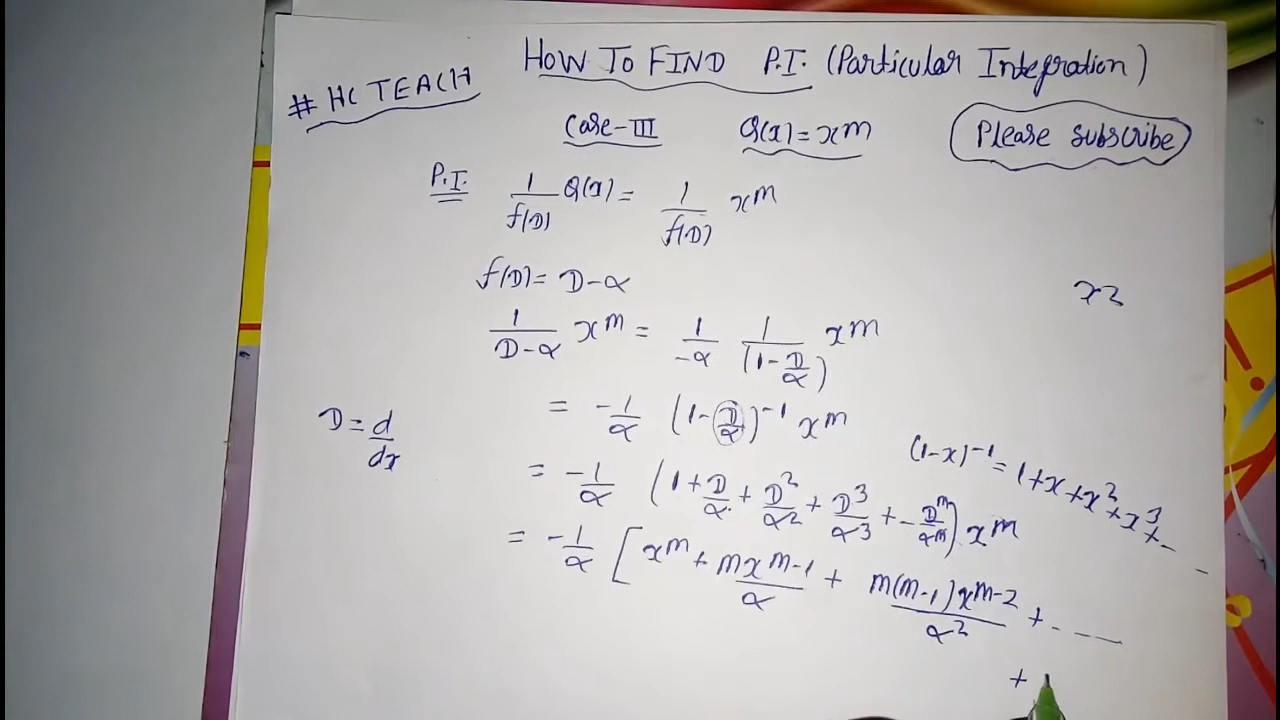 HOW TO FIND P.I. (Particular Integration)
# HC TEACH
Case-III Q(x) = x^m
Please subscribe
P.I. 1/f(D) Q(x) = 1/f(D) x^m
f(D) = D-α
x2
1/(D-α) x^m = 1/-α 1/(1-D/α) x^m
= -1/α (1-D/α)^-1 x^m
D = d/dx
(1-x)^-1 = 1+x+x^2+x^3+- -
= -1/α (1+D/α+D^2/α^2+D^3/α^3+-D^m/α^m) x^m
= -1/α [x^m + mx^m-1/α + m(m-1)x^m-2/α^2 + - - -
+